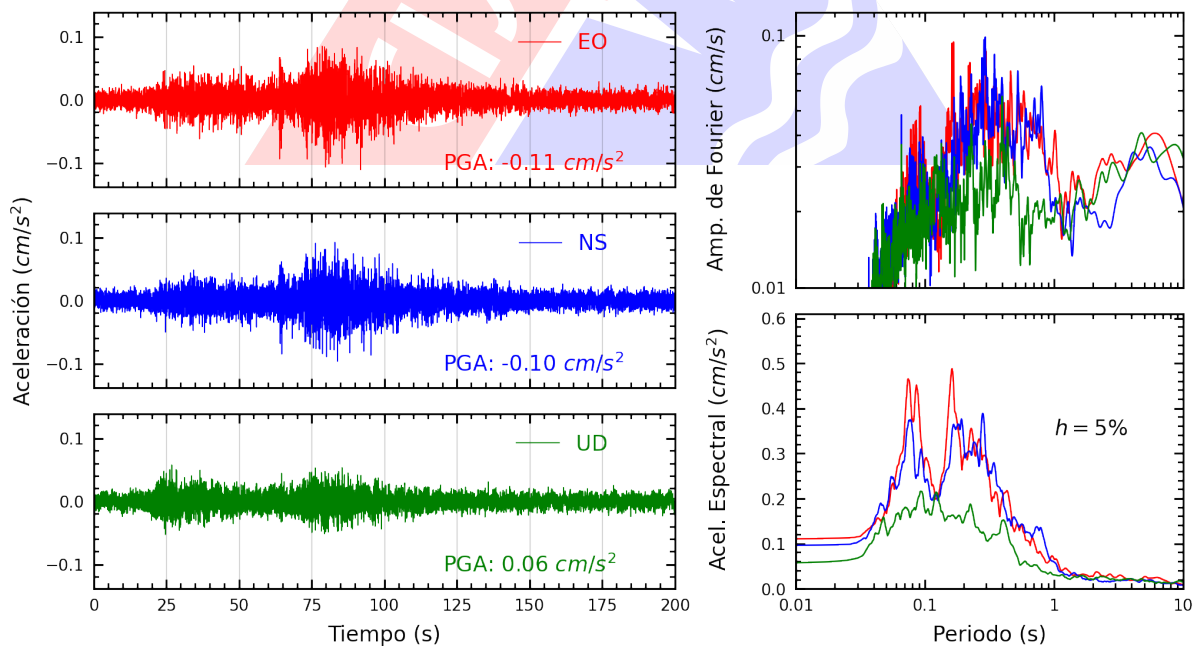 Aceleración (cm/s²)
0.1
0.0
−0.1
EO
PGA: -0.11 cm/s²
0.1
0.0
−0.1
NS
PGA: -0.10 cm/s²
0.1
0.0
−0.1
UD
PGA: 0.06 cm/s²
0 25 50 75 100 125 150 175 200
Tiempo (s)
Amp. de Fourier (cm/s)
0.1
0.01
Acel. Espectral (cm/s²)
0.6
0.5
0.4
0.3
0.2
0.1
0.0
h = 5%
0.01 0.1 1 10
Periodo (s)